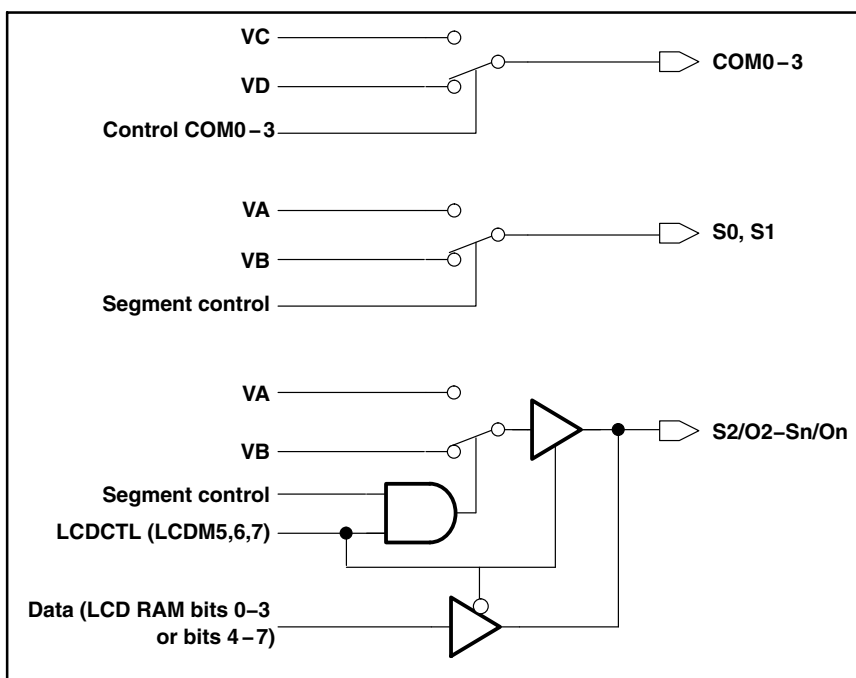 VC
COM0–3
VD
Control COM0–3
VA
S0, S1
VB
Segment control
VA
S2/O2–Sn/On
VB
Segment control
LCDCTL (LCDM5,6,7)
Data (LCD RAM bits 0–3
or bits 4–7)